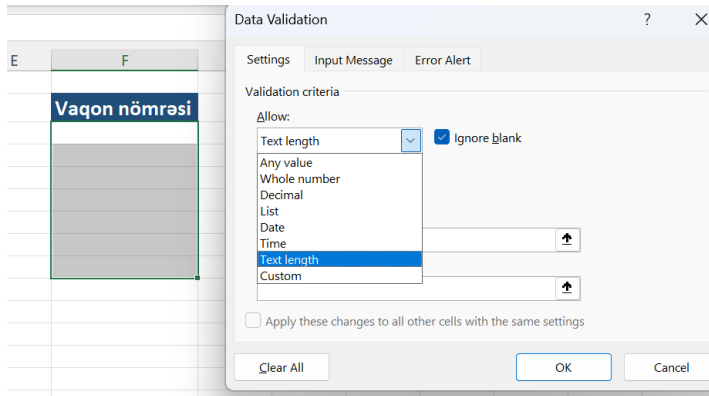 Data Validation
?
E
F
Settings
Input Message
Error Alert
Validation criteria
Vaqon nömrəsi
Allow:
Text length
Ignore blank
Any value
Whole number
Decimal
List
Date
Time
Text length
Custom
Apply these changes to all other cells with the same settings
Clear All
OK
Cancel